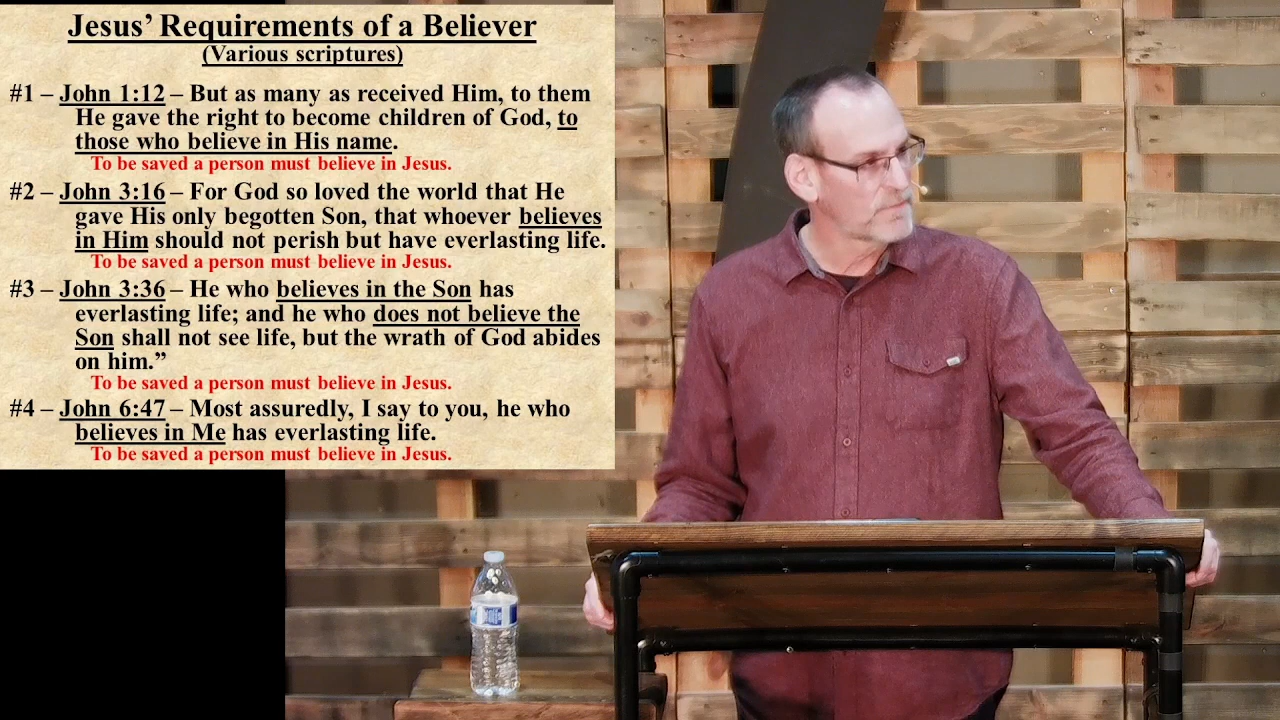 Jesus’ Requirements of a Believer
(Various scriptures)
#1 – John 1:12 – But as many as received Him, to them
He gave the right to become children of God, to
those who believe in His name.
To be saved a person must believe in Jesus.
#2 – John 3:16 – For God so loved the world that He
gave His only begotten Son, that whoever believes
in Him should not perish but have everlasting life.
To be saved a person must believe in Jesus.
#3 – John 3:36 – He who believes in the Son has
everlasting life; and he who does not believe the
Son shall not see life, but the wrath of God abides
on him.”
To be saved a person must believe in Jesus.
#4 – John 6:47 – Most assuredly, I say to you, he who
believes in Me has everlasting life.
To be saved a person must believe in Jesus.